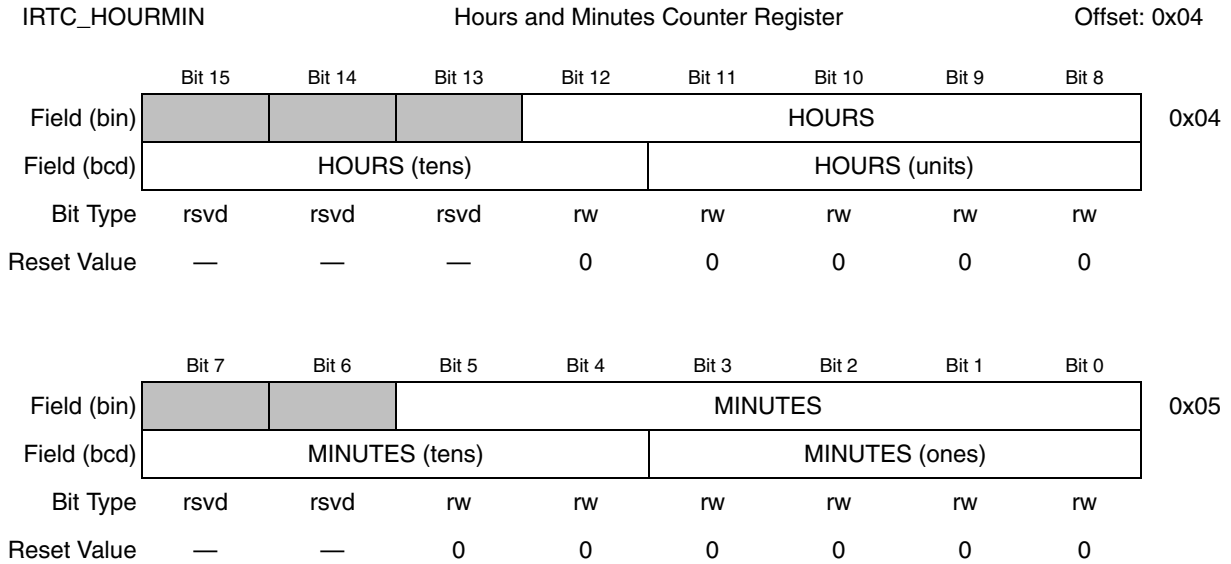 IRTC_HOURMIN Hours and Minutes Counter Register Offset: 0x04
Bit 15 Bit 14 Bit 13 Bit 12 Bit 11 Bit 10 Bit 9 Bit 8
Field (bin) HOURS 0x04
Field (bcd) HOURS (tens) HOURS (units)
Bit Type rsvd rsvd rsvd rw rw rw rw rw
Reset Value — — — 0 0 0 0 0
Bit 7 Bit 6 Bit 5 Bit 4 Bit 3 Bit 2 Bit 1 Bit 0
Field (bin) MINUTES 0x05
Field (bcd) MINUTES (tens) MINUTES (ones)
Bit Type rsvd rsvd rw rw rw rw rw rw
Reset Value — — 0 0 0 0 0 0